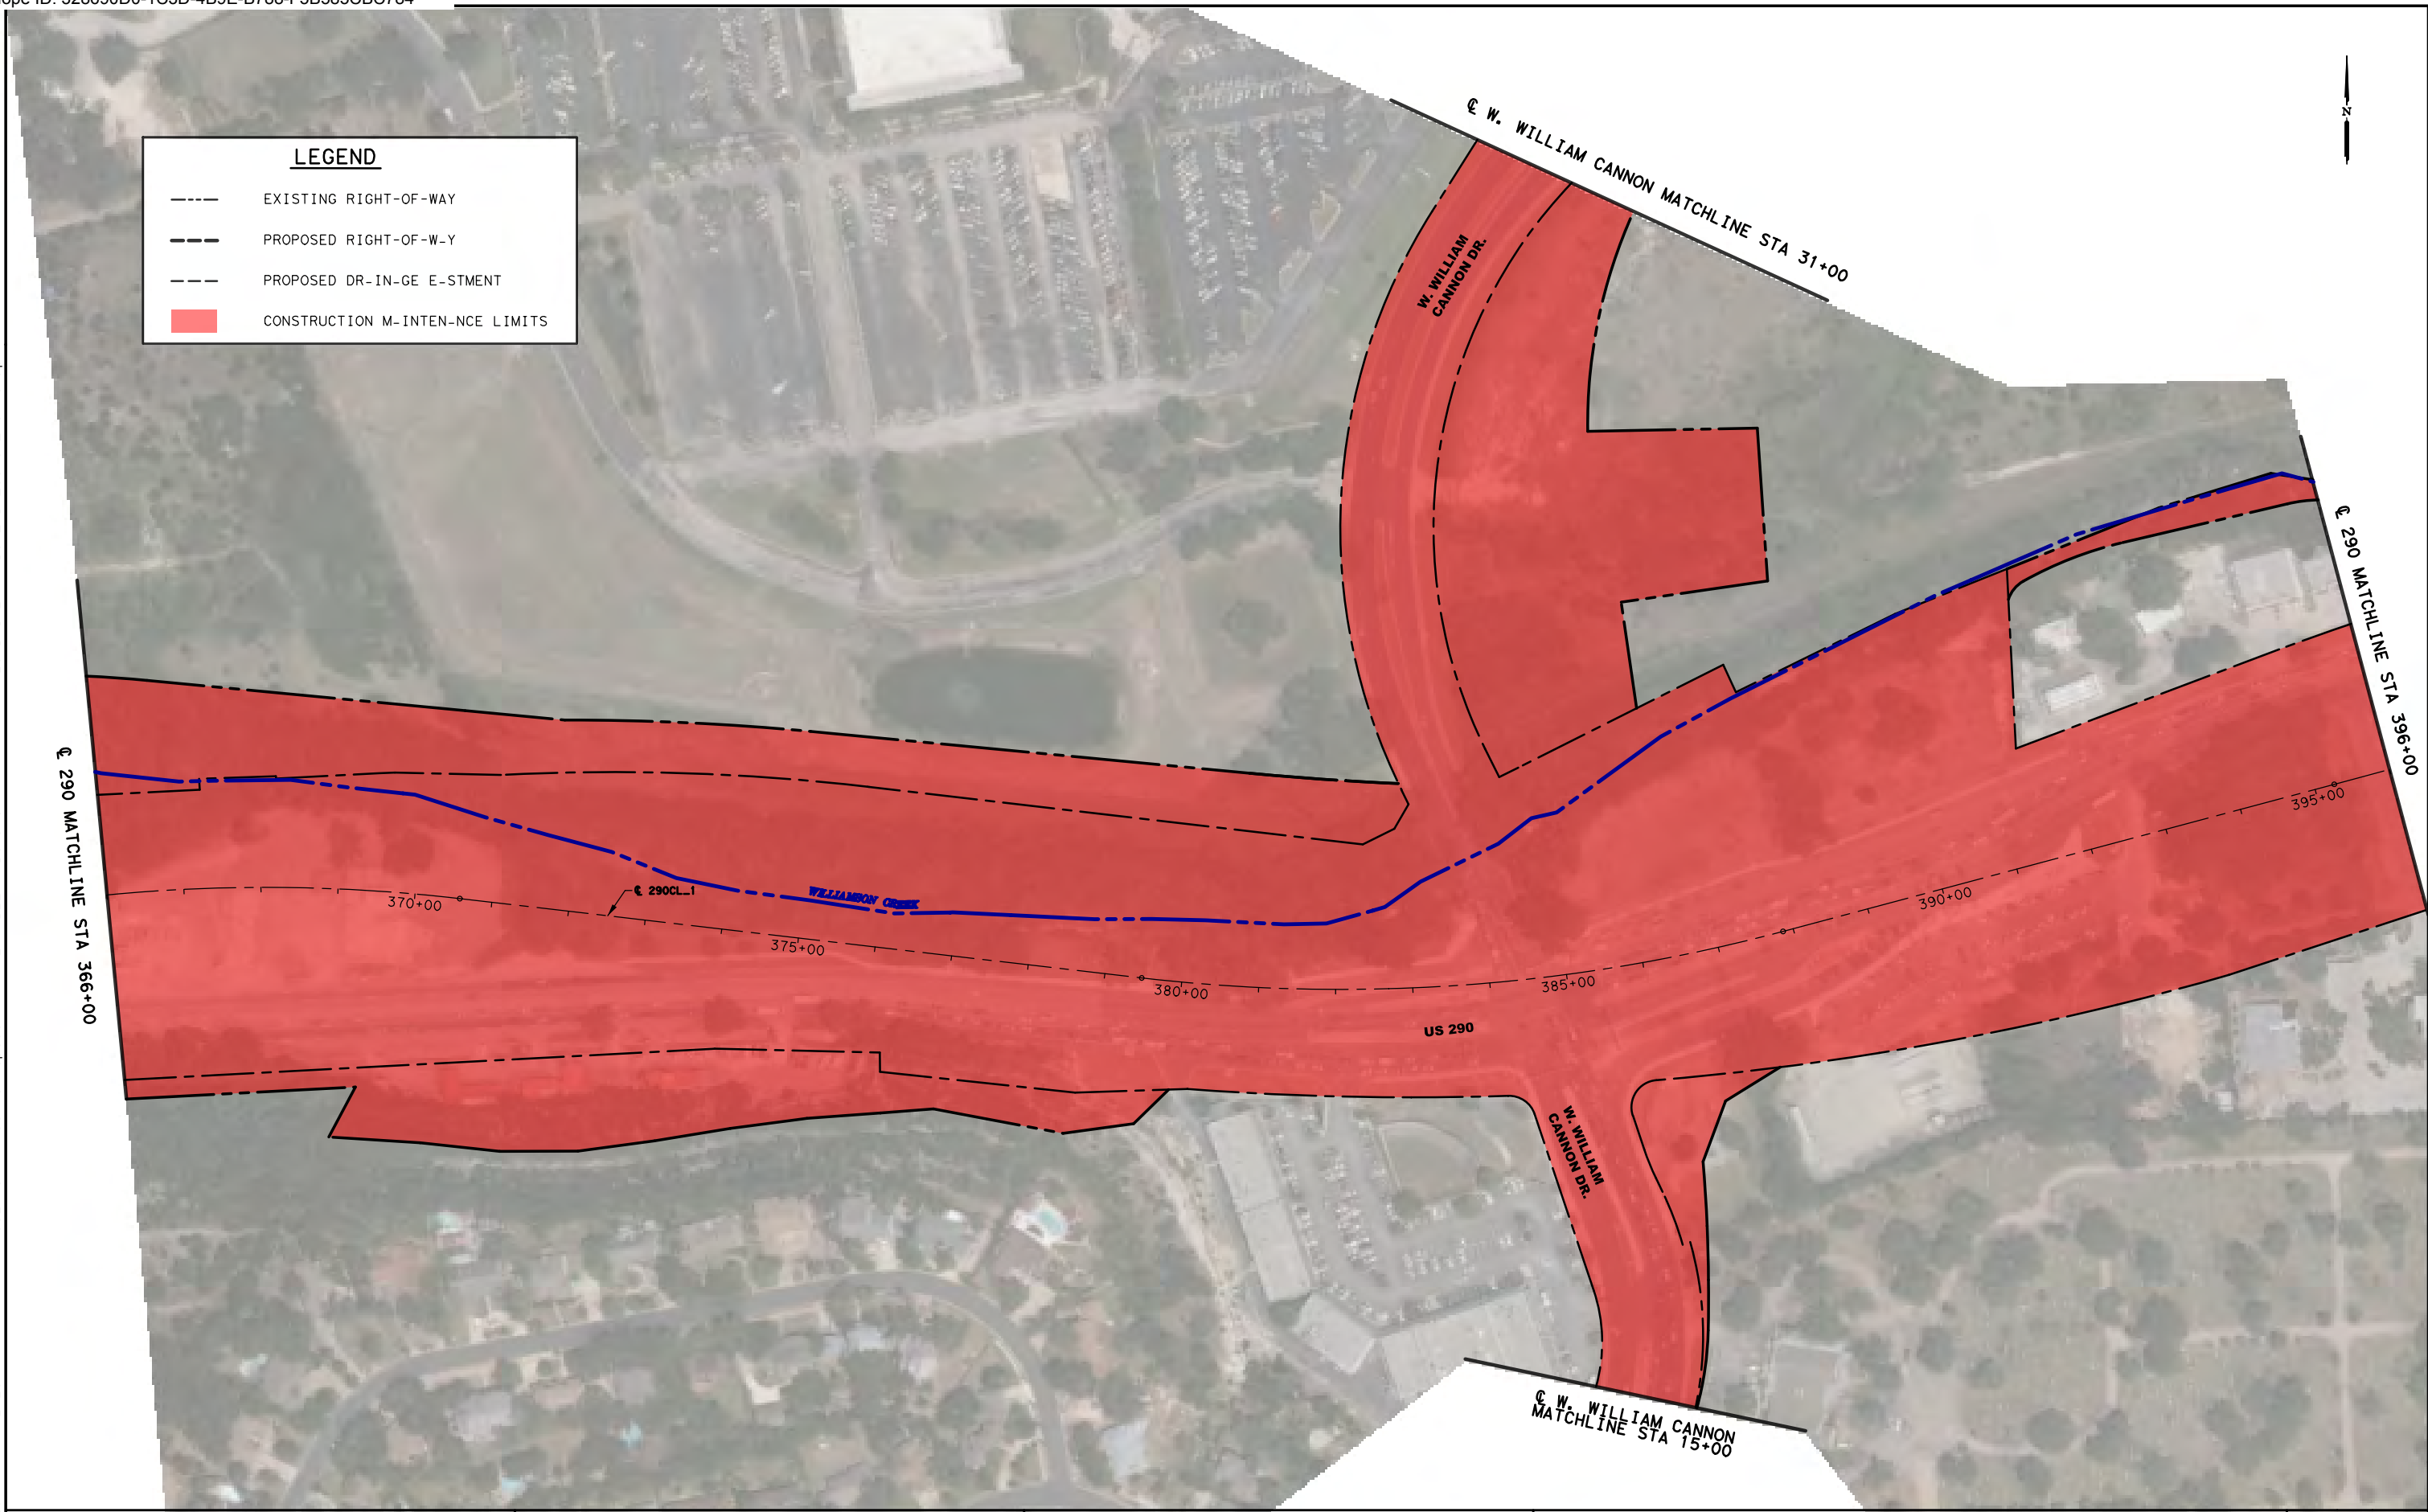 LEGEND
EXISTING RIGHT-OF-WAY
PROPOSED RIGHT-OF-W-Y
PROPOSED DR-IN-GE E-STMENT
CONSTRUCTION M-INTEN-NCE LIMITS
℄ W. WILLIAM CANNON MATCHLINE STA 31+00
N
W. WILLIAM
CANNON DR.
℄ 290 MATCHLINE STA 396+00
℄ 290 MATCHLINE STA 366+00
395+00
390+00
℄ 290CL_1
WILLIAMSON CREEK
370+00
375+00
380+00
385+00
US 290
W. WILLIAM
CANNON DR.
℄ W. WILLIAM CANNON
MATCHLINE STA 15+00